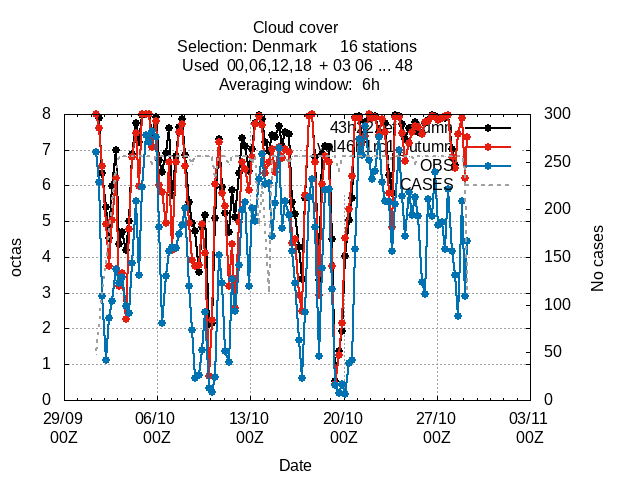 Cloud cover
Selection: Denmark 16 stations
Used 00,06,12,18 + 03 06 ... 48
Averaging window: 6h
8
7
6
5
4
3
2
1
0
octas
300
250
200
150
100
50
0
No cases
OBS
CASES
29/09 06/10 13/10 20/10 27/10 03/11
00Z 00Z 00Z 00Z 00Z 00Z
Date